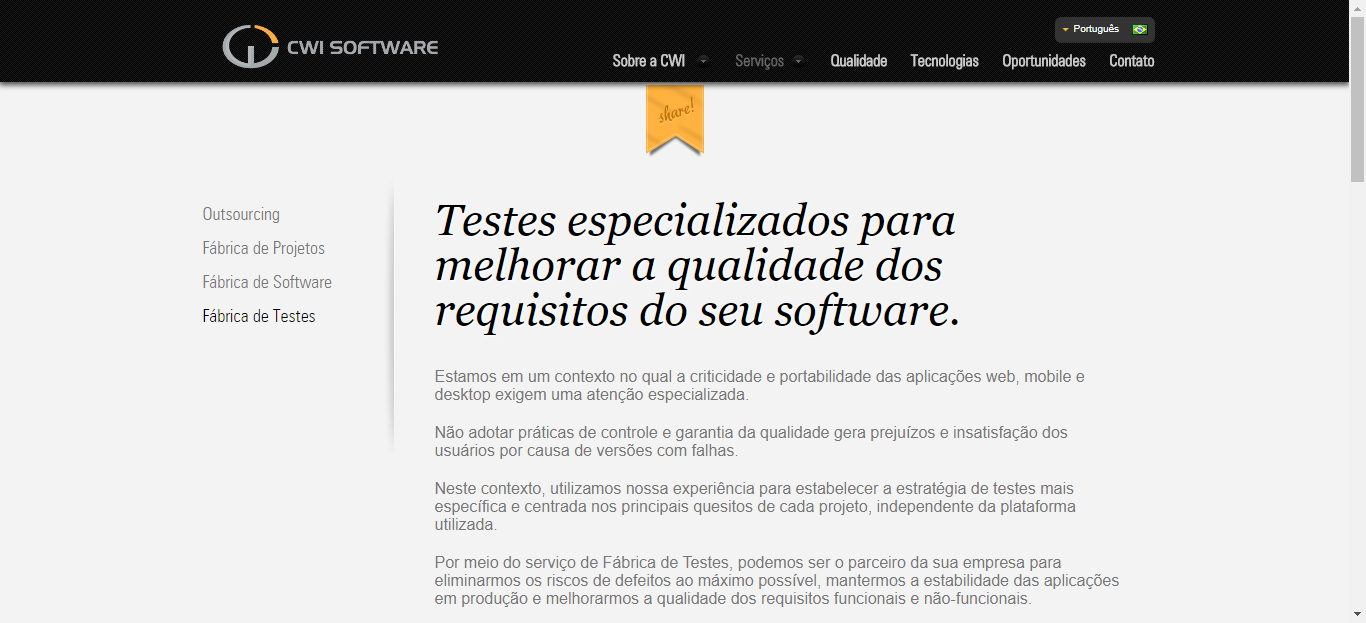 CWI SOFTWARE
Português
Sobre a CWI
Serviços
Qualidade
Tecnologias
Oportunidades
Contato
share!
Outsourcing
Fábrica de Projetos
Fábrica de Software
Fábrica de Testes
Testes especializados para
melhorar a qualidade dos
requisitos do seu software.
Estamos em um contexto no qual a criticidade e portabilidade das aplicações web, mobile e
desktop exigem uma atenção especializada.
Não adotar práticas de controle e garantia da qualidade gera prejuízos e insatisfação dos
usuários por causa de versões com falhas.
Neste contexto, utilizamos nossa experiência para estabelecer a estratégia de testes mais
específica e centrada nos principais quesitos de cada projeto, independente da plataforma
utilizada.
Por meio do serviço de Fábrica de Testes, podemos ser o parceiro da sua empresa para
eliminarmos os riscos de defeitos ao máximo possível, mantermos a estabilidade das aplicações
em produção e melhorarmos a qualidade dos requisitos funcionais e não-funcionais.